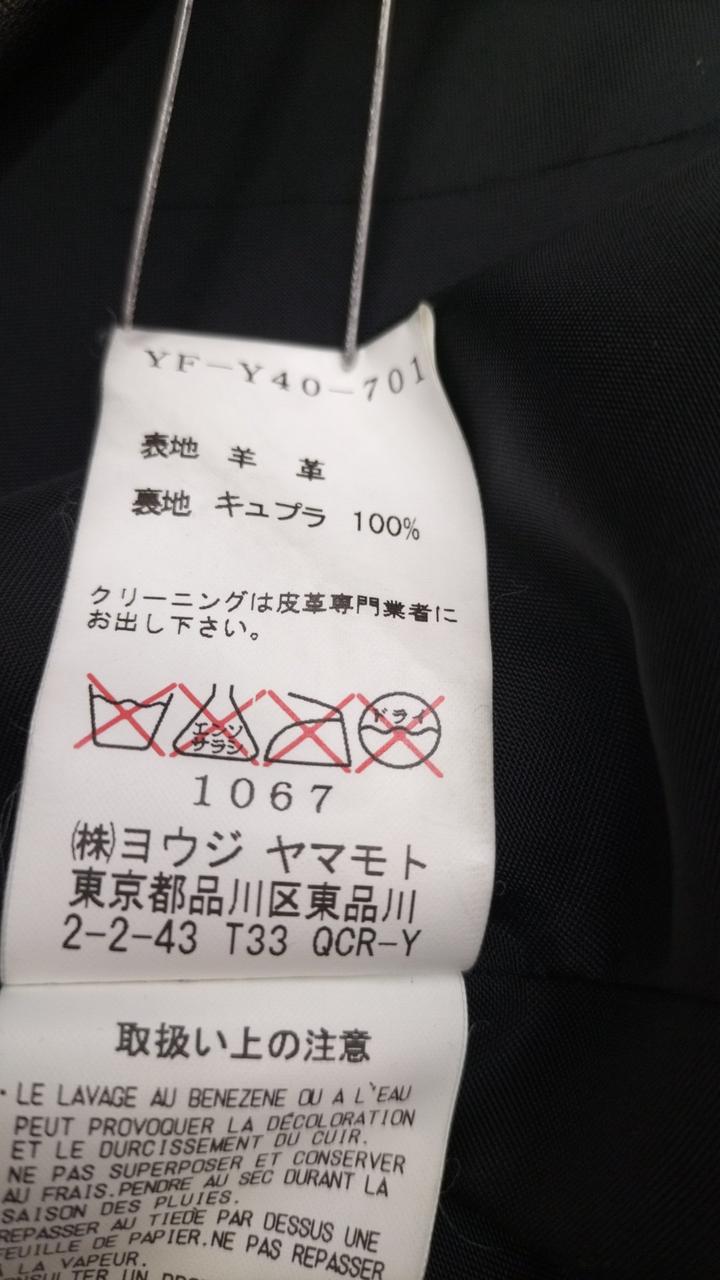 YF-Y40-701
表地 羊 革
裏地 キュプラ 100%
クリーニングは皮革専門業者に
お出し下さい。
エンソ
サラシ
ドライ
1067
㈱ヨウジ ヤマモト
東京都品川区東品川
2-2-43 T33 QCR-Y
取扱い上の注意
・LE LAVAGE AU BENEZENE OU A L'EAU
PEUT PROVOQUER LA DÉCOLORATION
ET LE DURCISSEMENT DU CUIR.
NE PAS SUPERPOSER ET CONSERVER
AU FRAIS.PENDRE AU SEC DURANT LA
SAISON DES PLUIES.
REPASSER AU TIEDE PAR DESSUS UNE
FEUILLE DE PAPIER.NE PAS REPASSER
A LA VAPEUR.
UN